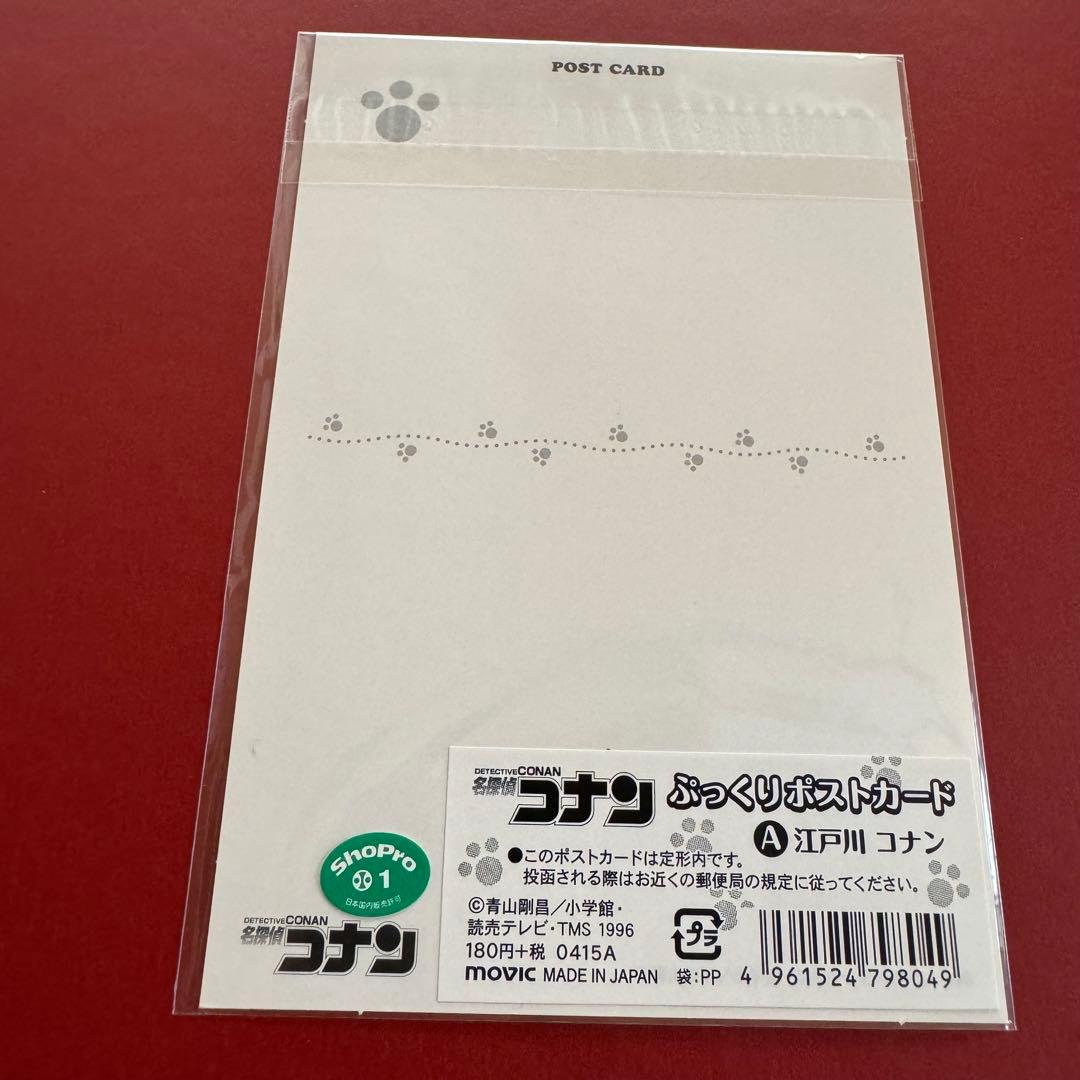 POST CARD
DETECTIVE CONAN
名探偵 コナン
ぷっくりポストカード
A 江戸川 コナン
●このポストカードは定形内です。
投函される際はお近くの郵便局の規定に従ってください。
©青山剛昌／小学館・
読売テレビ・TMS 1996
180円+税 0415A
movic MADE IN JAPAN
プラ
袋:PP
4 961524 798049
ShoPro
1
日本国内販売許可
DETECTIVE CONAN
名探偵 コナン